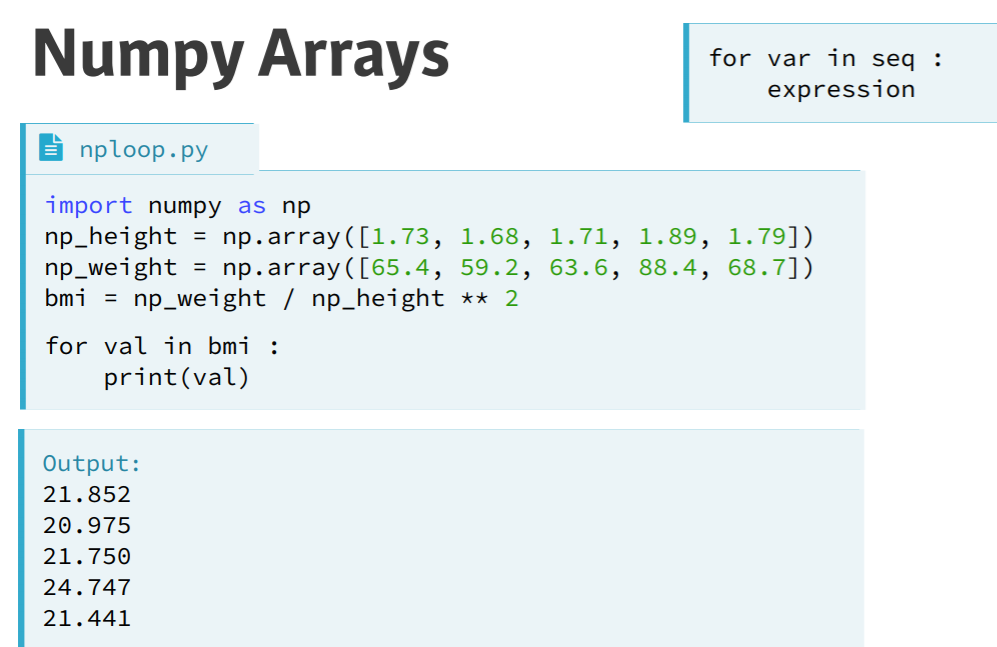 Numpy Arrays
for var in seq :
    expression
nploop.py
import numpy as np
np_height = np.array([1.73, 1.68, 1.71, 1.89, 1.79])
np_weight = np.array([65.4, 59.2, 63.6, 88.4, 68.7])
bmi = np_weight / np_height ** 2
for val in bmi :
    print(val)
Output:
21.852
20.975
21.750
24.747
21.441